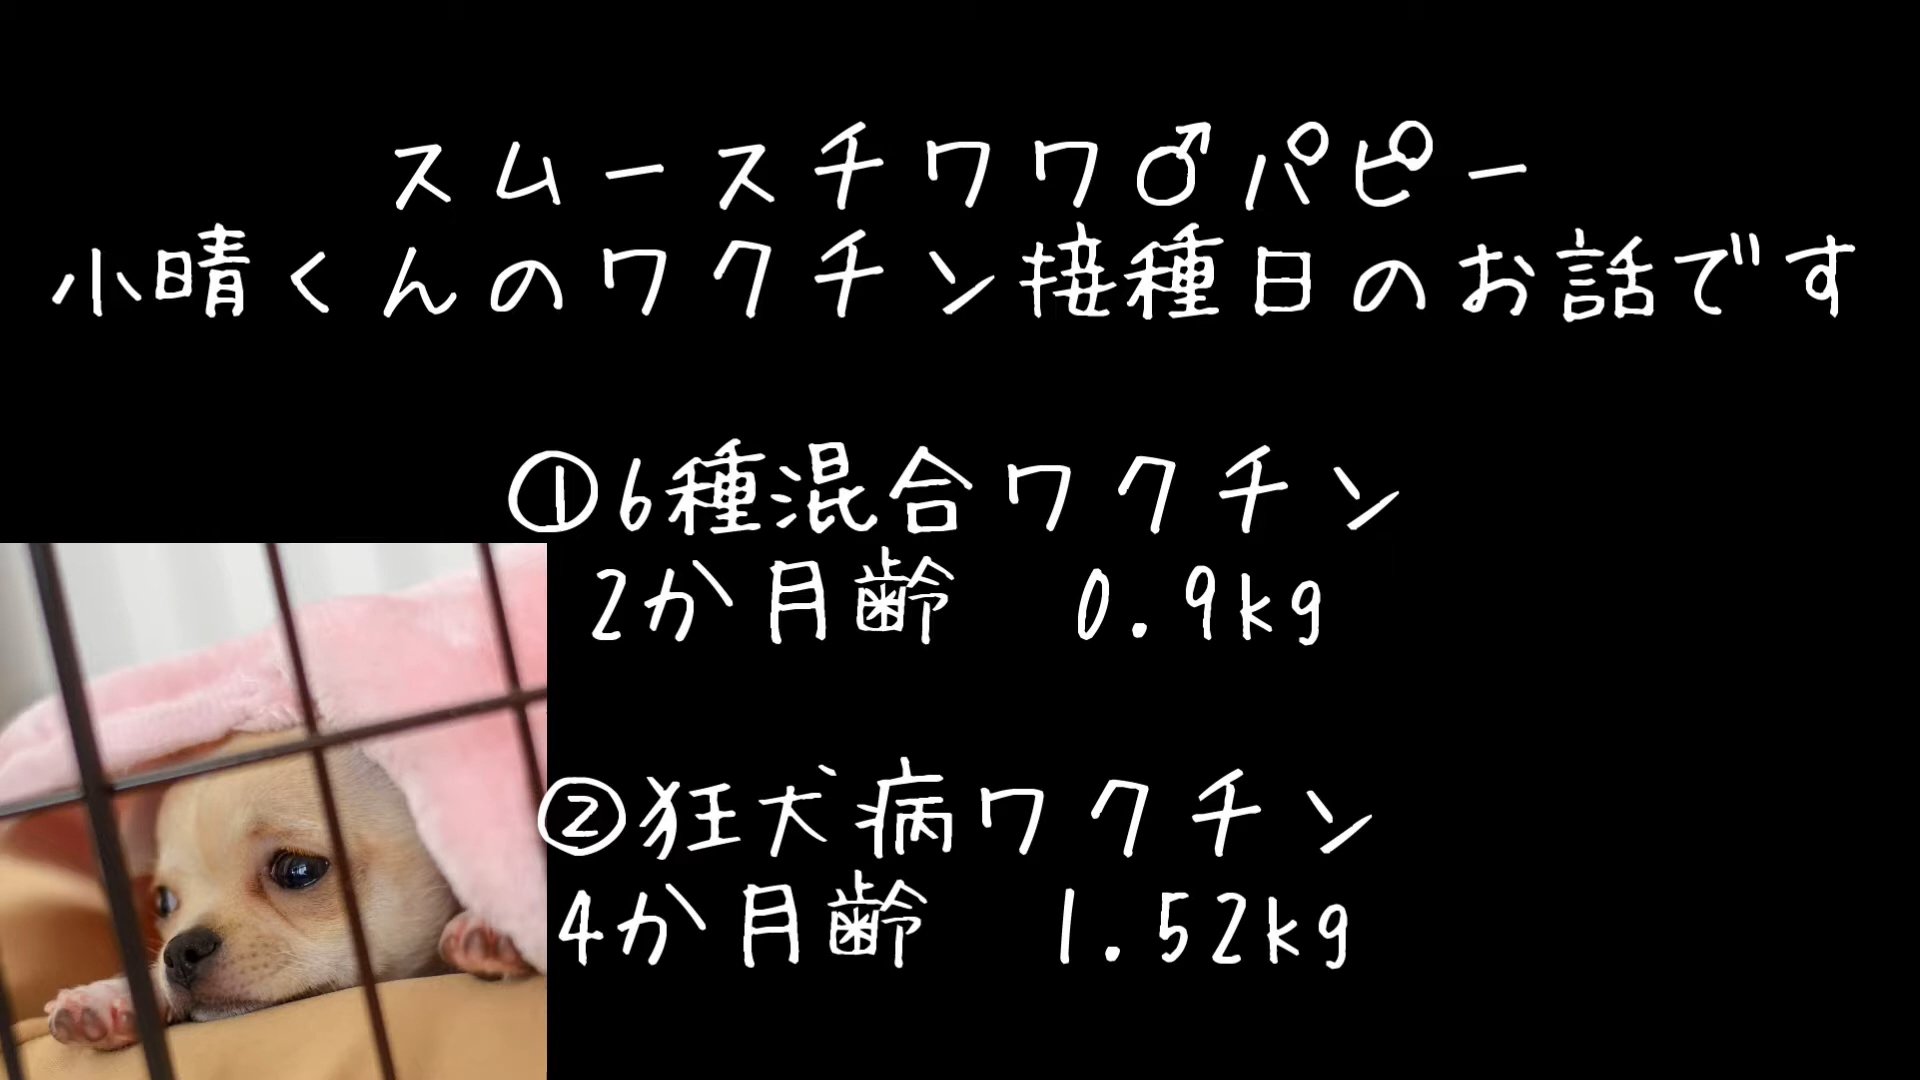 スムースチワワ♂パピー
小晴くんのワクチン接種日のお話です
①6種混合ワクチン
2か月齢　0.9kg
②狂犬病ワクチン
4か月齢　1.52kg